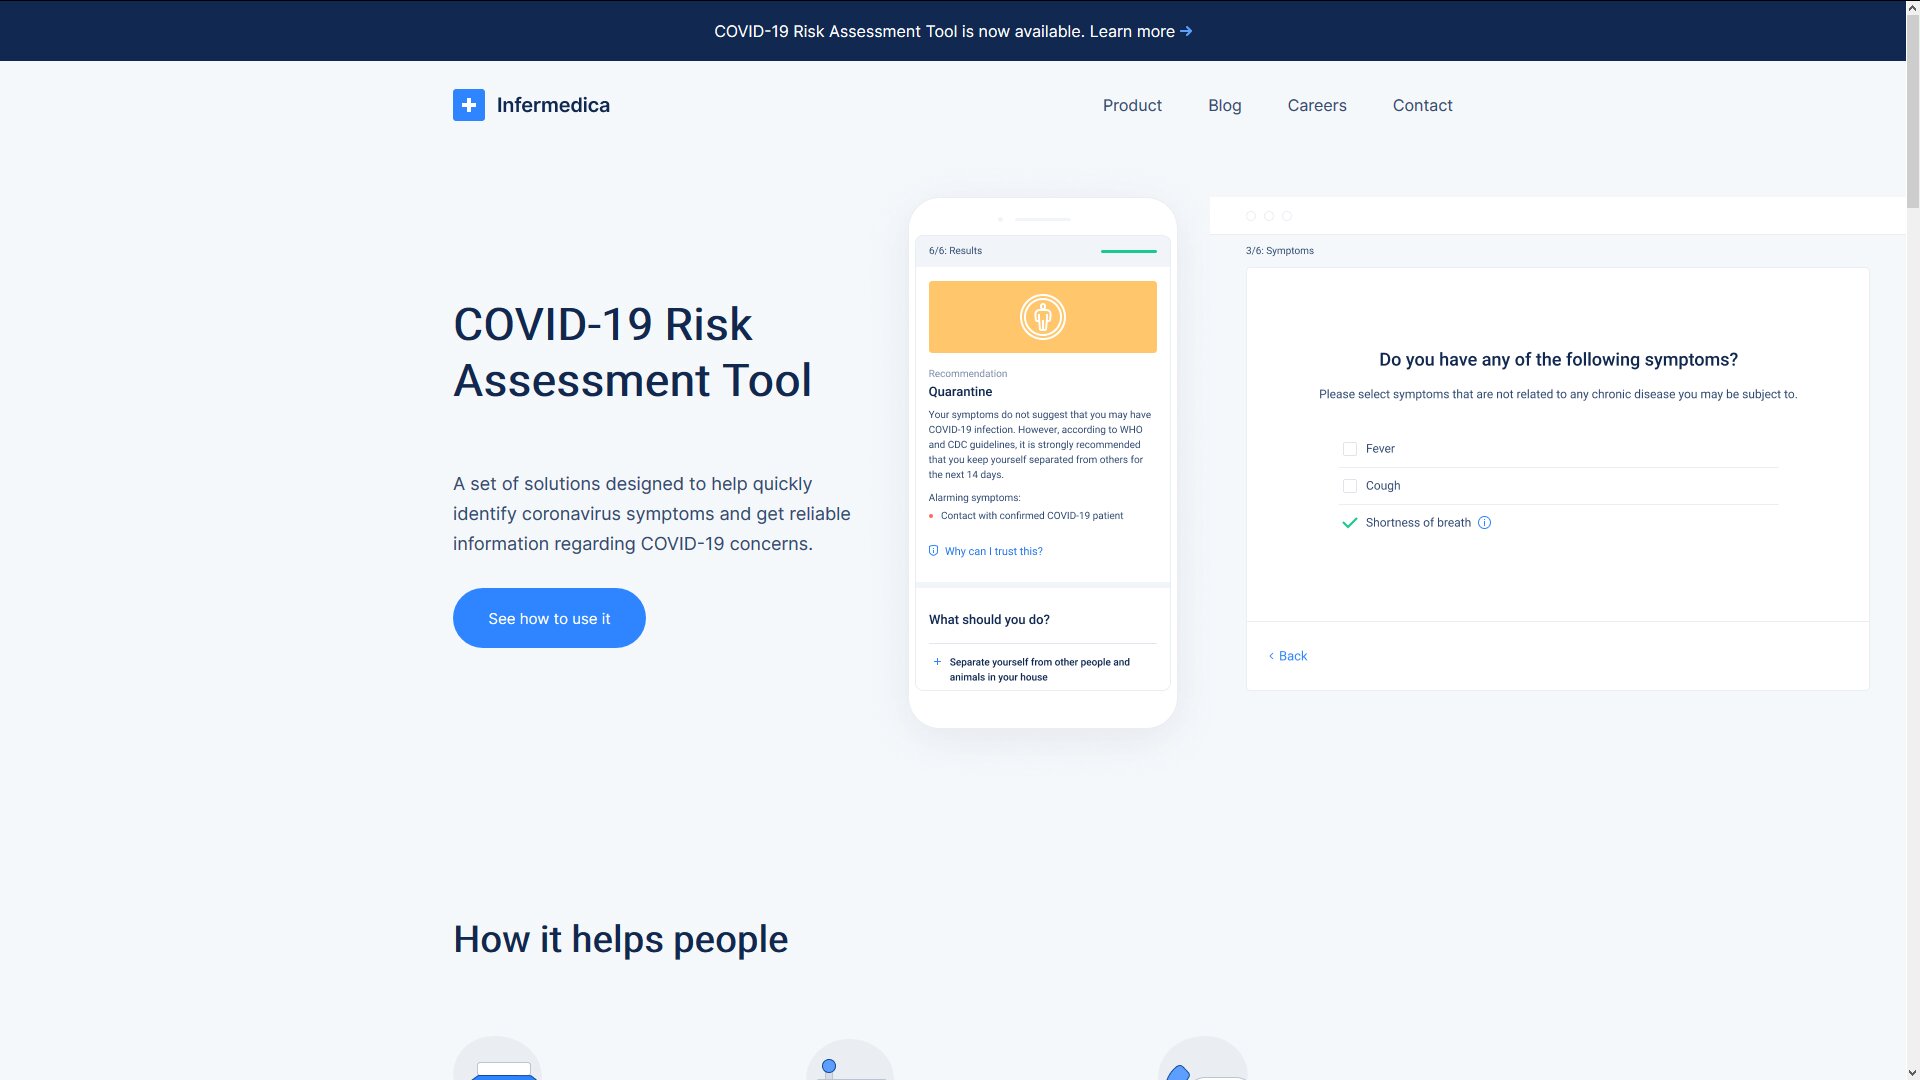 COVID-19 Risk Assessment Tool is now available. Learn more
Infermedica
Product
Blog
Careers
Contact
COVID-19 Risk
Assessment Tool
A set of solutions designed to help quickly
identify coronavirus symptoms and get reliable
information regarding COVID-19 concerns.
See how to use it
6/6: Results
Recommendation
Quarantine
Your symptoms do not suggest that you may have
COVID-19 infection. However, according to WHO
and CDC guidelines, it is strongly recommended
that you keep yourself separated from others for
the next 14 days.
Alarming symptoms:
Contact with confirmed COVID-19 patient
Why can I trust this?
What should you do?
Separate yourself from other people and
animals in your house
3/6: Symptoms
Do you have any of the following symptoms?
Please select symptoms that are not related to any chronic disease you may be subject to.
Fever
Cough
Shortness of breath
< Back
How it helps people